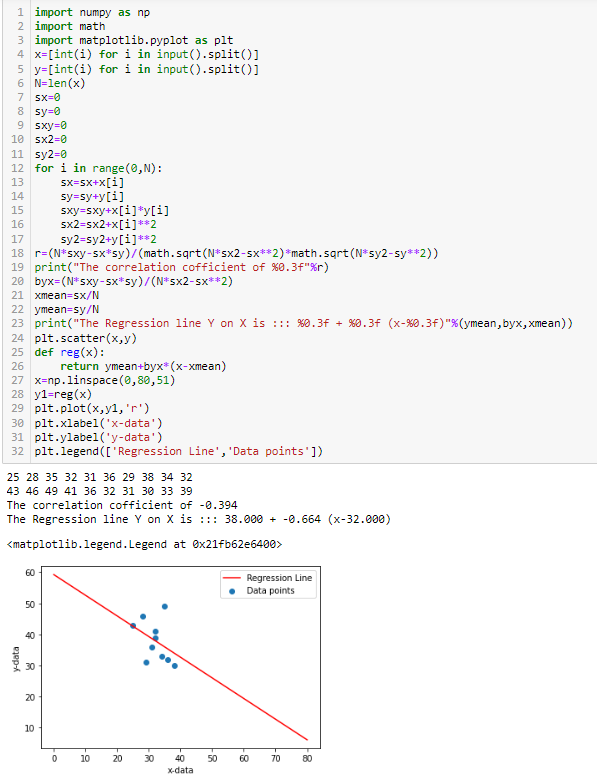 1 import numpy as np
2 import math
3 import matplotlib.pyplot as plt
4 x=[int(i) for i in input().split()]
5 y=[int(i) for i in input().split()]
6 N=len(x)
7 sx=0
8 sy=0
9 sxy=0
10 sx2=0
11 sy2=0
12 for i in range(0,N):
13     sx=sx+x[i]
14     sy=sy+y[i]
15     sxy=sxy+x[i]*y[i]
16     sx2=sx2+x[i]**2
17     sy2=sy2+y[i]**2
18 r=(N*sxy-sx*sy)/(math.sqrt(N*sx2-sx**2)*math.sqrt(N*sy2-sy**2))
19 print("The correlation cofficient of %0.3f"%r)
20 byx=(N*sxy-sx*sy)/(N*sx2-sx**2)
21 xmean=sx/N
22 ymean=sy/N
23 print("The Regression line Y on X is ::: %0.3f + %0.3f (x-%0.3f)"%(ymean,byx,xmean))
24 plt.scatter(x,y)
25 def reg(x):
26     return ymean+byx*(x-xmean)
27 x=np.linspace(0,80,51)
28 y1=reg(x)
29 plt.plot(x,y1,'r')
30 plt.xlabel('x-data')
31 plt.ylabel('y-data')
32 plt.legend(['Regression Line','Data points'])
25 28 35 32 31 36 29 38 34 32
43 46 49 41 36 32 31 30 33 39
The correlation cofficient of -0.394
The Regression line Y on X is ::: 38.000 + -0.664 (x-32.000)
<matplotlib.legend.Legend at 0x21fb62e6400>
Regression Line
Data points
60
50
40
30
20
10
y-data
0 10 20 30 40 50 60 70 80
x-data